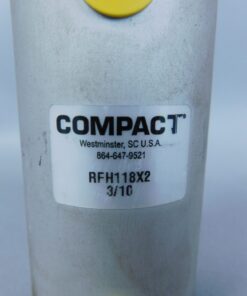 COMPACT
Westminster, SC U.S.A.
864-647-9521
RFH118X2
3/10